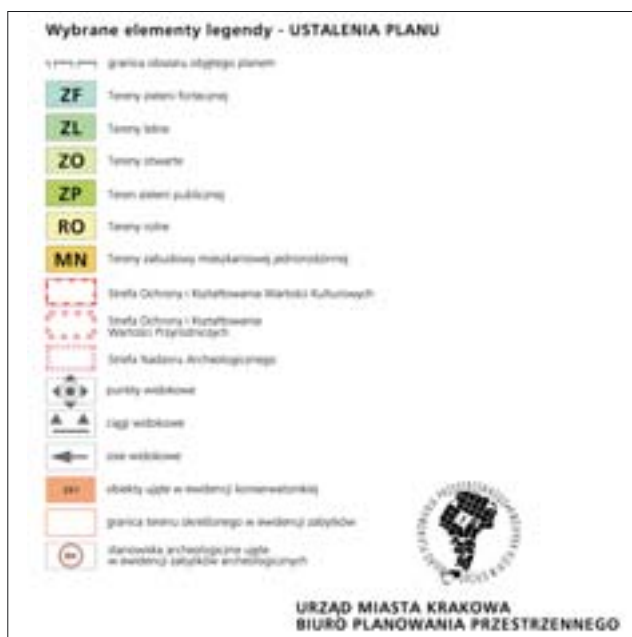 Wybrane elementy legendy - USTALENIA PLANU
granica obszaru objętego planem
ZF Tereny zieleni fortecznej
ZL Tereny leśne
ZO Tereny otwarte
ZP Teren zieleni publicznej
RO Tereny rolne
MN Tereny zabudowy mieszkaniowej jednorodzinnej
Strefa Ochrony i Kształtowania Wartości Kulturowych
Strefa Ochrony i Kształtowania
Wartości Przyrodniczych
Strefa Nadzoru Archeologicznego
punkty widokowe
ciągi widokowe
osie widokowe
obiekty ujęte w ewidencji konserwatorskiej
granica terenu określonego w ewidencji zabytków
stanowiska archeologiczne ujęte
w ewidencji zabytków archeologicznych
URZĄD MIASTA KRAKOWA
BIURO PLANOWANIA PRZESTRZENNEGO